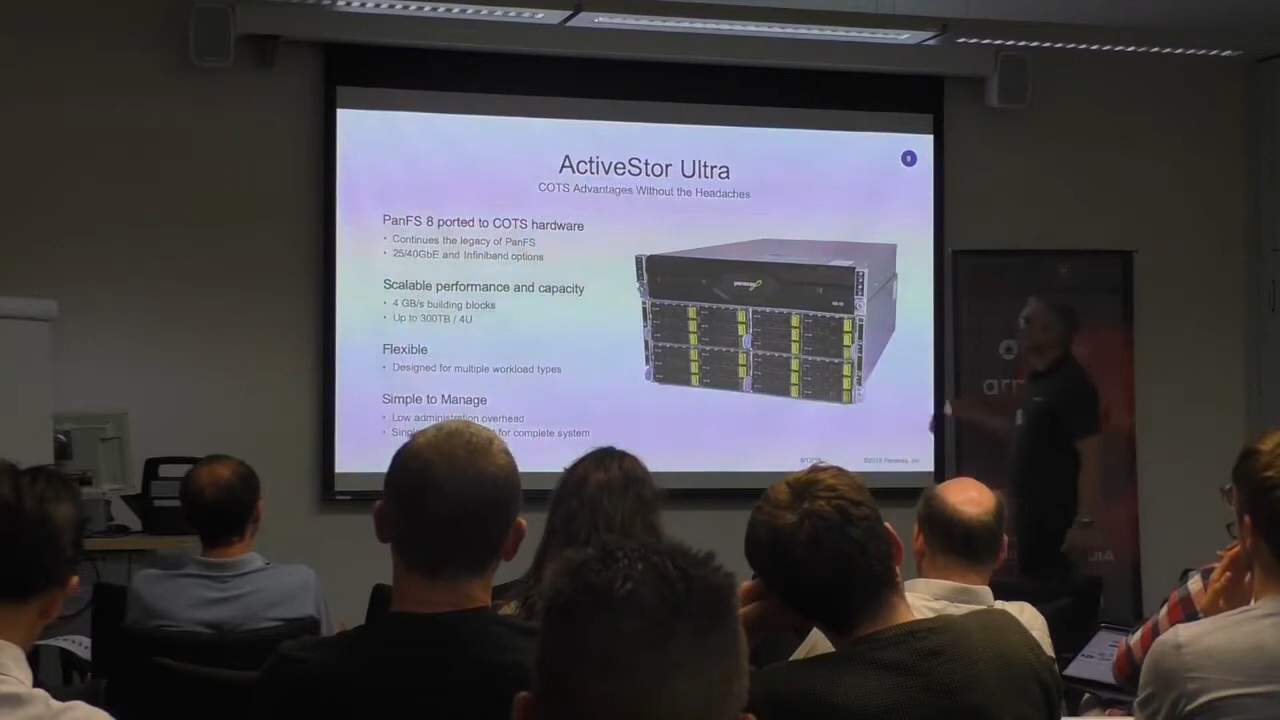 ActiveStor Ultra
COTS Advantages Without the Headaches
PanFS 8 ported to COTS hardware
• Continues the legacy of PanFS
• 25/40GbE and Infiniband options
Scalable performance and capacity
• 4 GB/s building blocks
• Up to 300TB / 4U
Flexible
• Designed for multiple workload types
Simple to Manage
• Low administration overhead
• for complete system
panasas